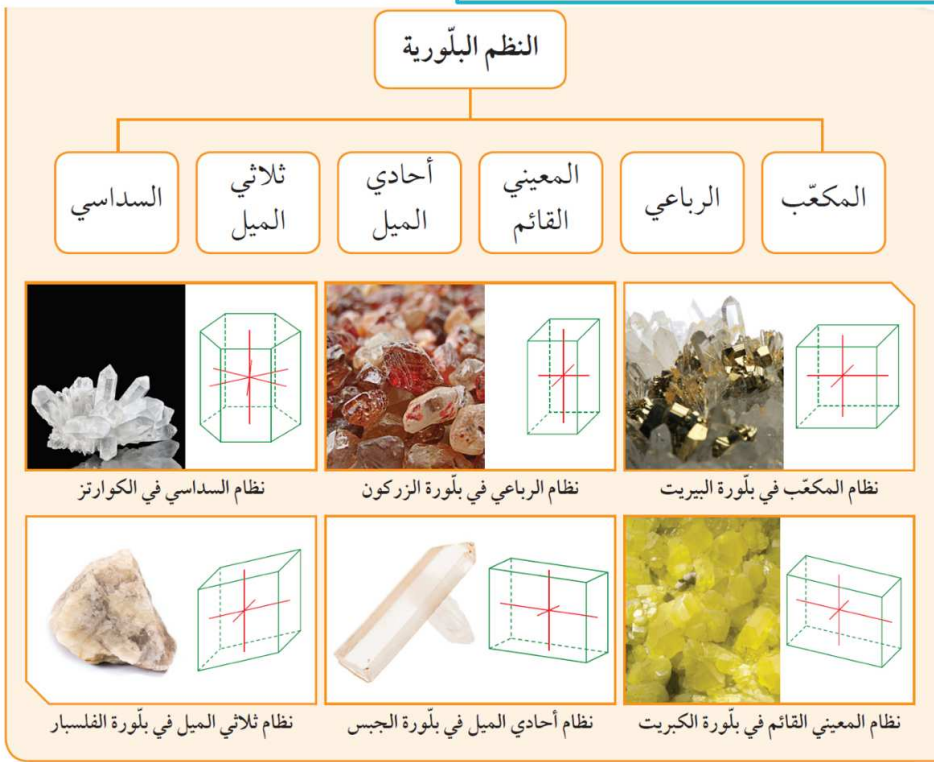 النظم البلّورية
المكعّب
الرباعي
المعيني
القائم
أحادي
الميل
ثلاثي
الميل
السداسي
نظام المكعّب في بلّورة البيريت
نظام الرباعي في بلّورة الزركون
نظام السداسي في الكوارتز
نظام المعيني القائم في بلّورة الكبريت
نظام أحادي الميل في بلّورة الجبس
نظام ثلاثي الميل في بلّورة الفلسبار